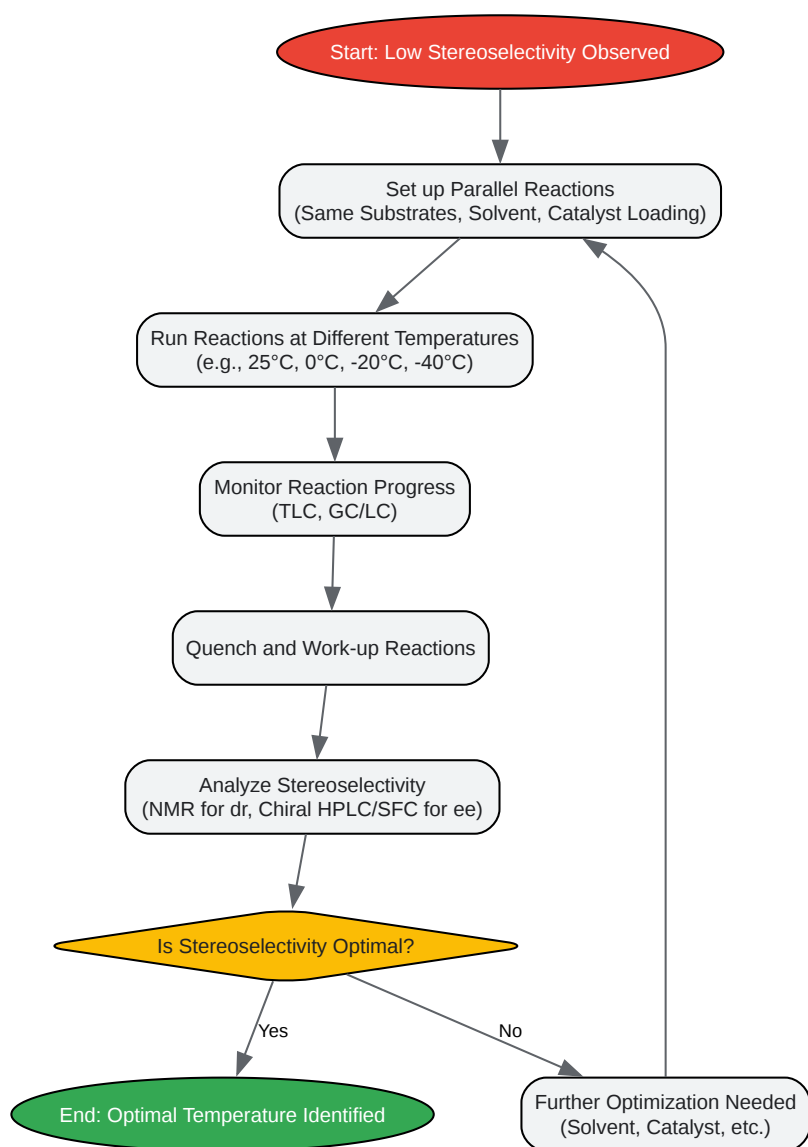 Start: Low Stereoselectivity Observed
Set up Parallel Reactions
(Same Substrates, Solvent, Catalyst Loading)
Run Reactions at Different Temperatures
(e.g., 25°C, 0°C, -20°C, -40°C)
Monitor Reaction Progress
(TLC, GC/LC)
Quench and Work-up Reactions
Analyze Stereoselectivity
(NMR for dr, Chiral HPLC/SFC for ee)
Is Stereoselectivity Optimal?
Yes
No
End: Optimal Temperature Identified
Further Optimization Needed
(Solvent, Catalyst, etc.)